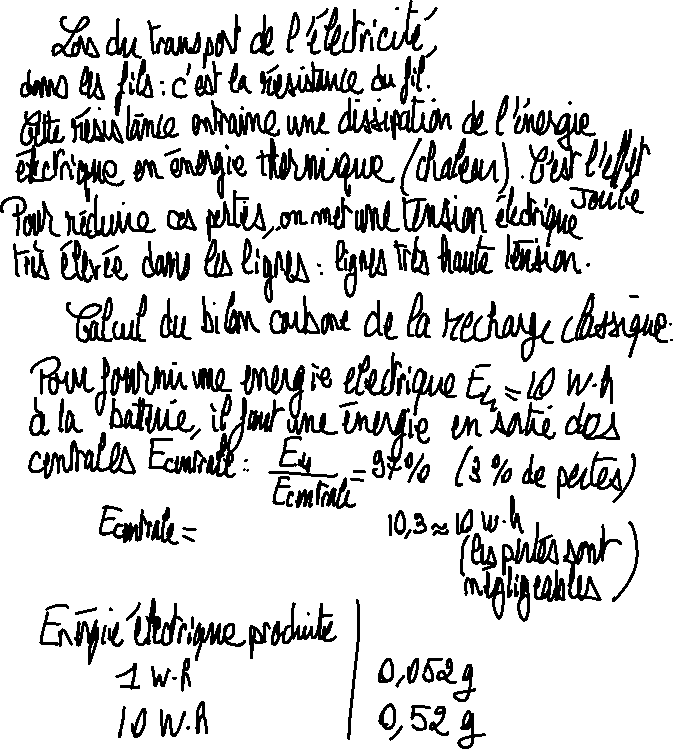 Lors du transport de l'électricité,
dans les fils : c'est la résistance du fil.
Cette résistance entraine une dissipation de l'énergie
électrique en énergie thermique (chaleur). C'est l'effet
Joule
Pour réduire ces pertes, on met une tension électrique
très élevée dans les lignes : lignes très haute tension.
Calcul du bilan carbone de la recharge classique.
Pour fournir une énergie electrique Eu = 10 W.h
à la batterie, il faut une énergie en sortie des
centrales Ecentrale : Eu / Ecentrale = 97% (3 % de pertes)
Ecentrale = 10,3 ≈ 10 W.h
(les pertes sont
négligeables)
Energie électrique produite
1 W.h | 0,052 g
10 W.h | 0,52 g